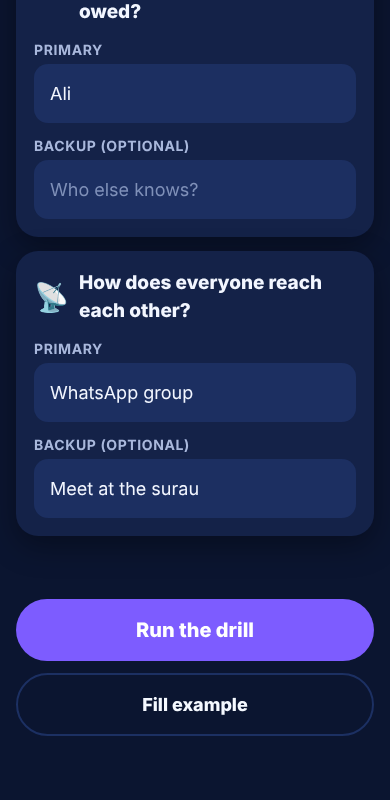 owed?
PRIMARY
Ali
BACKUP (OPTIONAL)
Who else knows?
How does everyone reach
each other?
PRIMARY
WhatsApp group
BACKUP (OPTIONAL)
Meet at the surau
Run the drill
Fill example